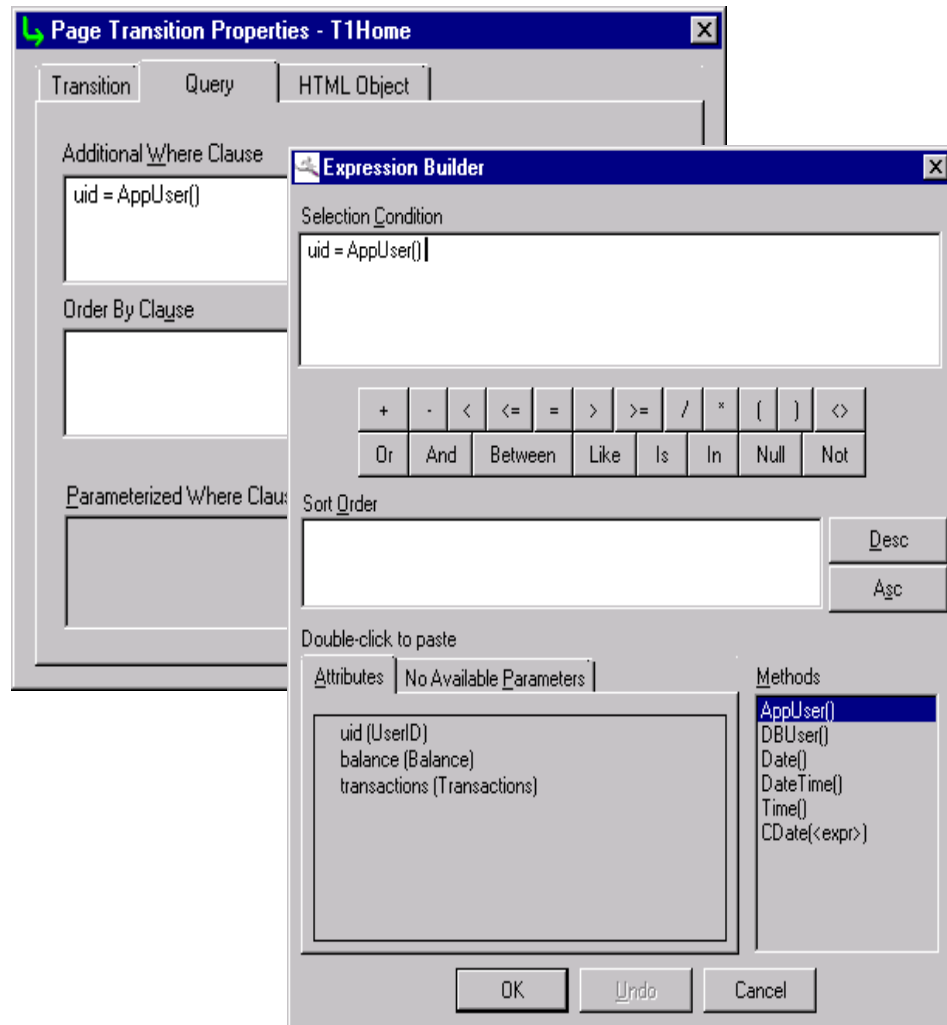 Page Transition Properties - T1Home
Transition Query HTML Object
Additional Where Clause
uid = AppUser()
Order By Clause
Parameterized Where Clau
Expression Builder
Selection Condition
uid = AppUser()
+ - < <= = > >= / * ( ) <>
Or And Between Like Is In Null Not
Sort Order
Desc
Asc
Double-click to paste
Attributes No Available Parameters
uid (UserID)
balance (Balance)
transactions (Transactions)
Methods
AppUser()
DBUser()
Date()
DateTime()
Time()
CDate(<expr>)
OK Undo Cancel